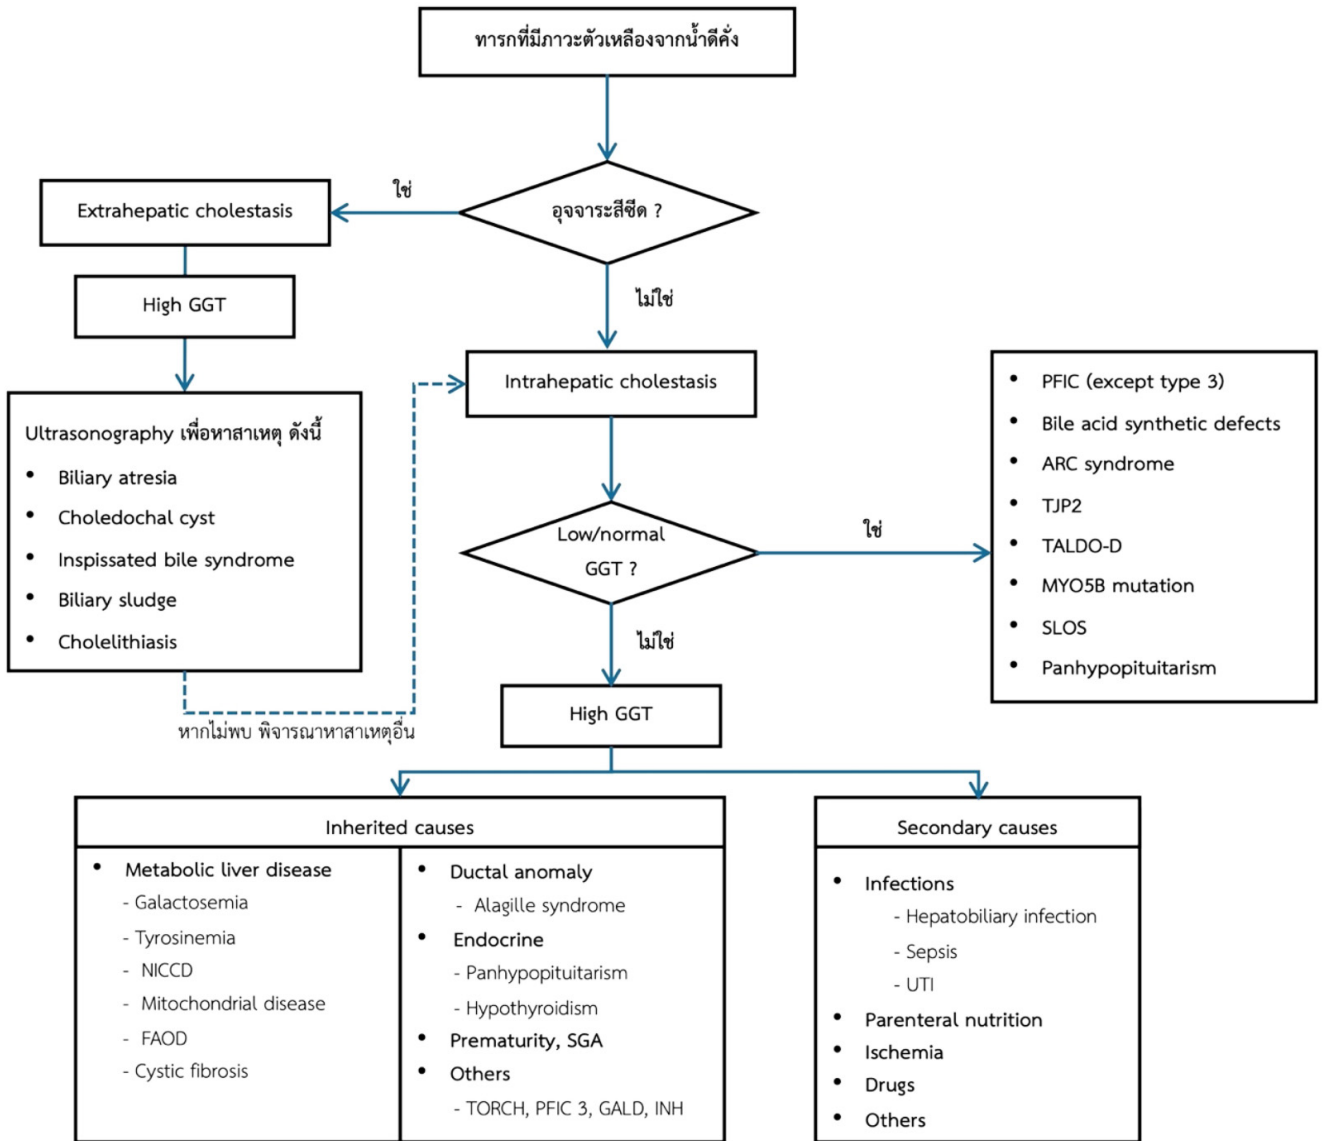 ทารกที่มีภาวะตัวเหลืองจากน้ำดีคั่ง
อุจจาระสีซีด ?
ใช่
Extrahepatic cholestasis
High GGT
Ultrasonography เพื่อหาสาเหตุ ดังนี้
• Biliary atresia
• Choledochal cyst
• Inspissated bile syndrome
• Biliary sludge
• Cholelithiasis
หากไม่พบ พิจารณาหาสาเหตุอื่น
ไม่ใช่
Intrahepatic cholestasis
Low/normal
GGT ?
ใช่
• PFIC (except type 3)
• Bile acid synthetic defects
• ARC syndrome
• TJP2
• TALDO-D
• MYO5B mutation
• SLOS
• Panhypopituitarism
ไม่ใช่
High GGT
Inherited causes
• Metabolic liver disease
- Galactosemia
- Tyrosinemia
- NICCD
- Mitochondrial disease
- FAOD
- Cystic fibrosis
• Ductal anomaly
- Alagille syndrome
• Endocrine
- Panhypopituitarism
- Hypothyroidism
• Prematurity, SGA
• Others
- TORCH, PFIC 3, GALD, INH
Secondary causes
• Infections
- Hepatobiliary infection
- Sepsis
- UTI
• Parenteral nutrition
• Ischemia
• Drugs
• Others